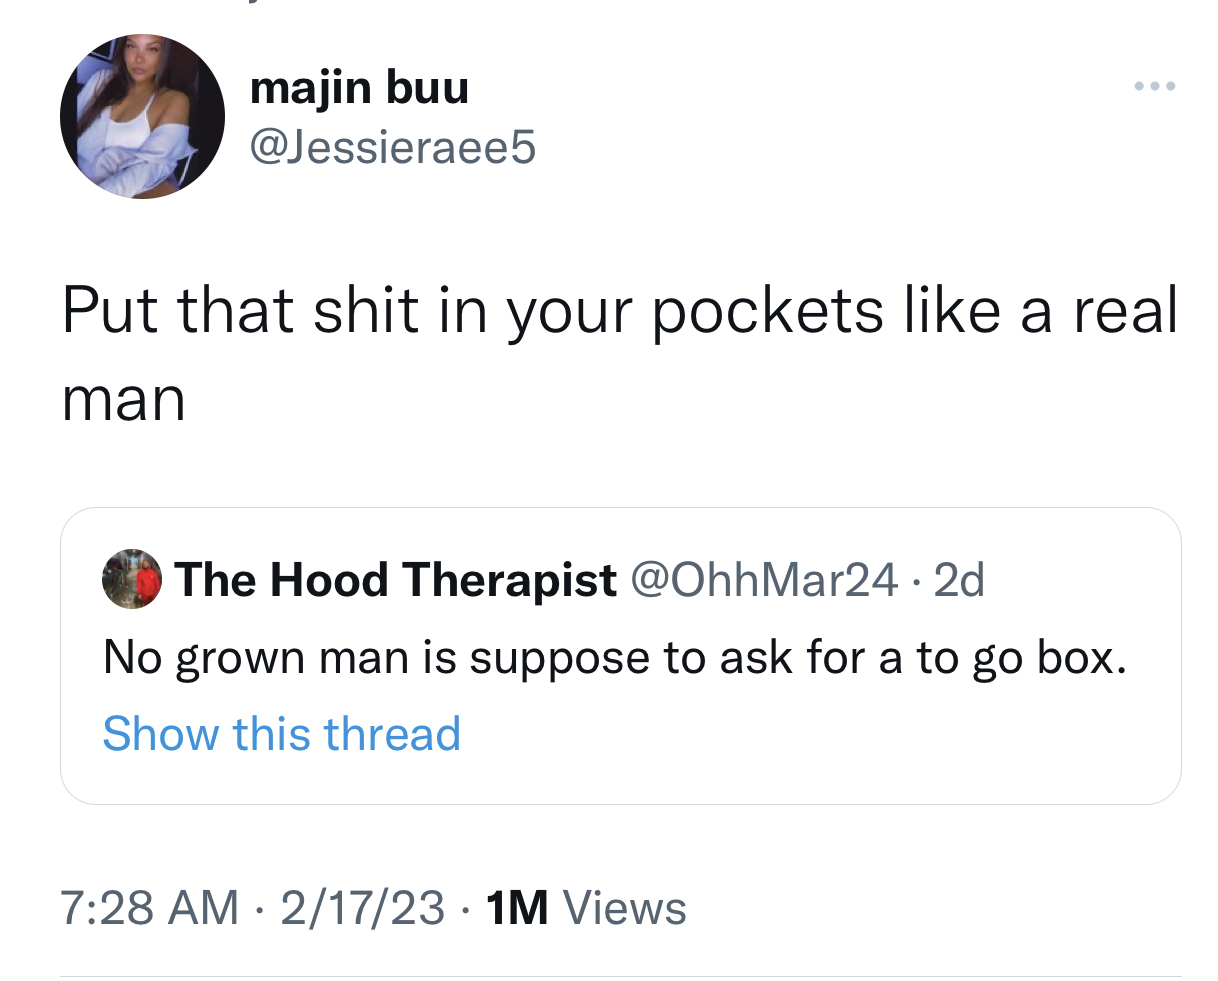 majin buu
@Jessieraee5
Put that shit in your pockets like a real
man
The Hood Therapist @OhhMar24 · 2d
No grown man is suppose to ask for a to go box.
Show this thread
7:28 AM · 2/17/23 · 1M Views